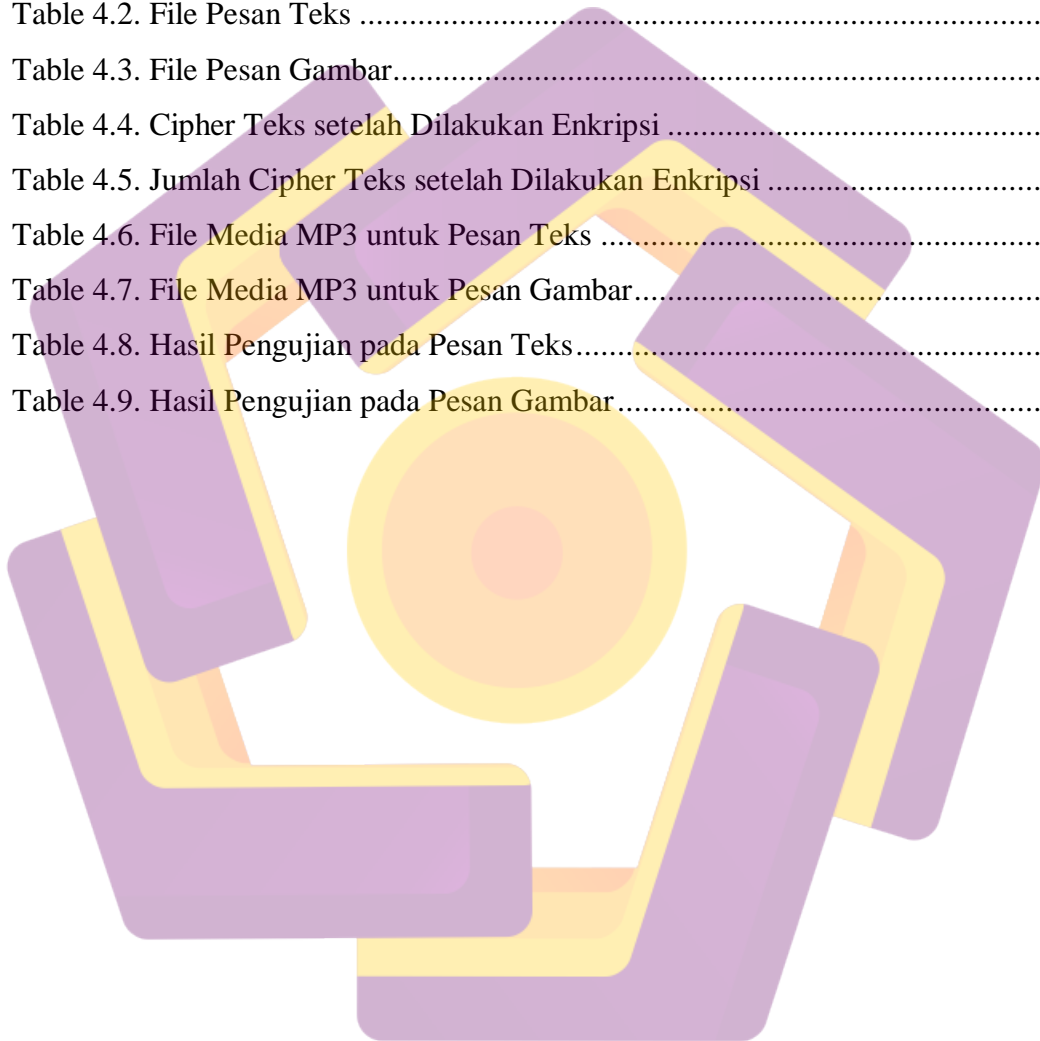 Table 4.2. File Pesan Teks ....................................................................................
Table 4.3. File Pesan Gambar................................................................................
Table 4.4. Cipher Teks setelah Dilakukan Enkripsi ..............................................
Table 4.5. Jumlah Cipher Teks setelah Dilakukan Enkripsi .................................
Table 4.6. File Media MP3 untuk Pesan Teks ......................................................
Table 4.7. File Media MP3 untuk Pesan Gambar..................................................
Table 4.8. Hasil Pengujian pada Pesan Teks.........................................................
Table 4.9. Hasil Pengujian pada Pesan Gambar....................................................